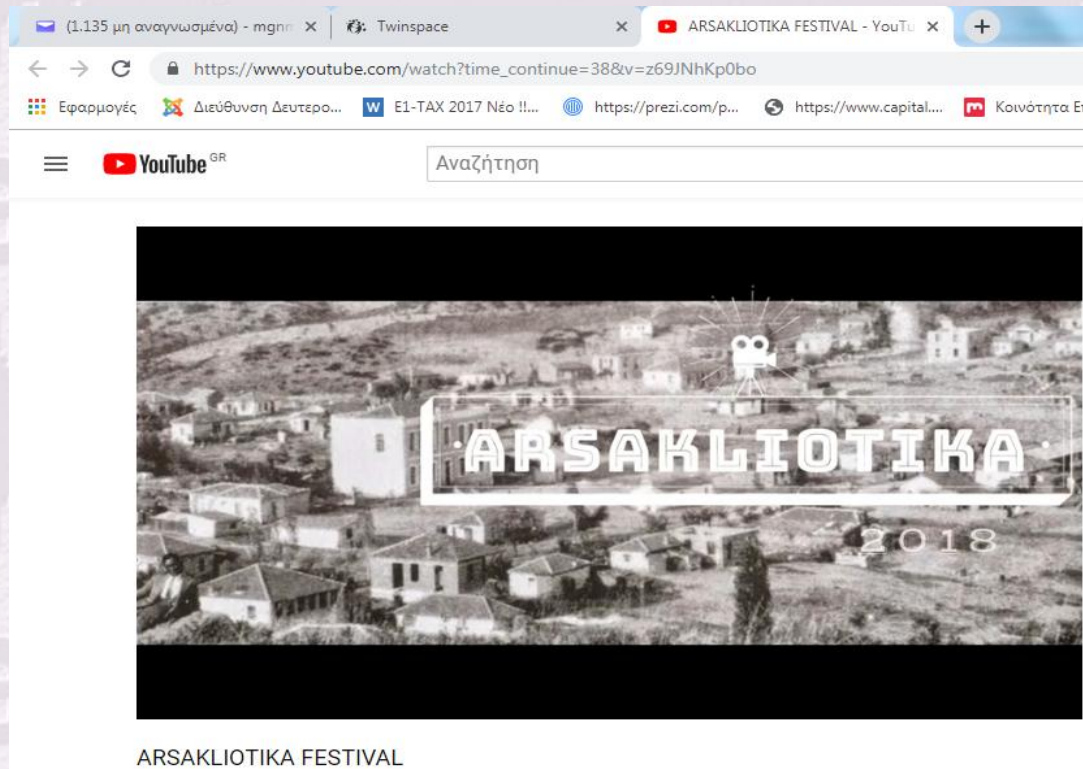 (1.135 μη αναγνωσμένα) - mgnn
Twinspace
ARSAKLIOTIKA FESTIVAL - YouTu
https://www.youtube.com/watch?time_continue=38&v=z69JNhKp0bo
Εφαρμογές
Διεύθυνση Δευτερο...
W
E1-TAX 2017 Νέο !!...
https://prezi.com/p...
https://www.capital....
Κοινότητα Ετ
YouTube GR
Αναζήτηση
ARSAKLIOTIKA
2018
ARSAKLIOTIKA FESTIVAL